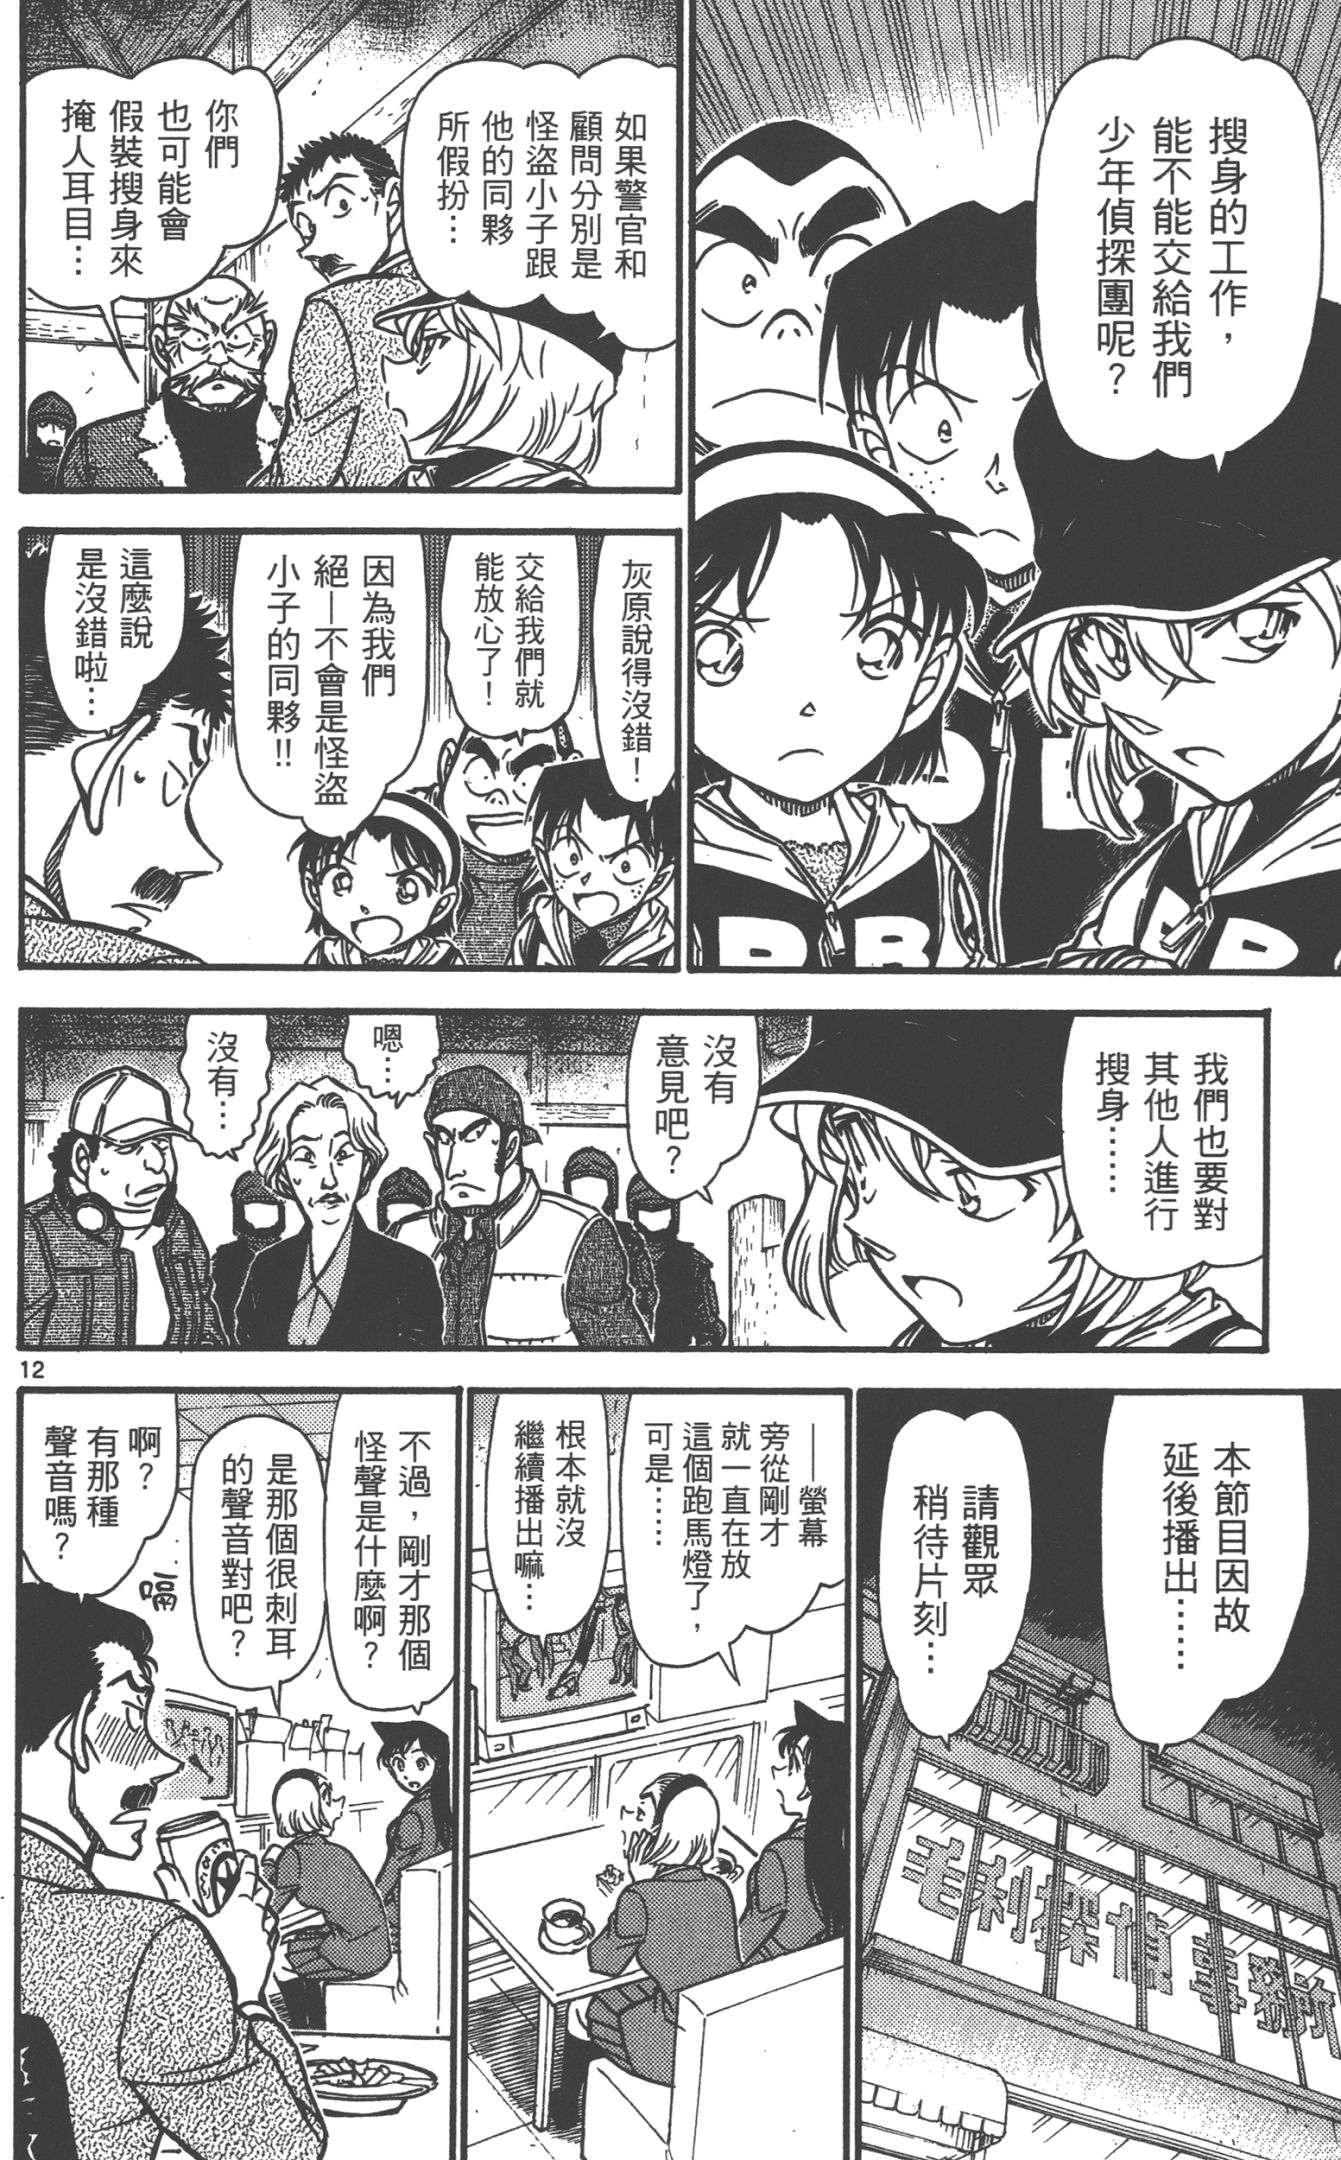 搜身的工作，
能不能交給我們
少年偵探團呢？
如果警官和
顧問分別是
怪盜小子跟
他的同夥
所假扮…
你們
也可能會
假裝搜身來
掩人耳目…
灰原說得沒錯！
交給我們就
能放心了！
因為我們
絕—不會是怪盜
小子的同夥!!
這麼說
是沒錯啦…
我們也要對
其他人進行
搜身……
沒有
意見吧？
嗯…
沒有…
12
本節目因故
延後播出……
請觀眾
稍待片刻…
毛利探偵事務所
——螢幕
旁從剛才
就一直在放
這個跑馬燈了，
可是……
根本就沒
繼續播出嘛…
不過，剛才那個
怪聲是什麼啊？
是那個很刺耳
的聲音對吧？
啊？
有那種
聲音嗎？
嗝